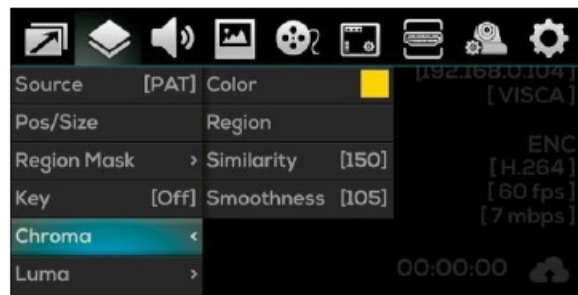 Source [PAT]
Pos/Size
Region Mask >
Key [Off]
Chroma <
Luma >
Color
Region
Similarity [150]
Smoothness [105]
[192.168.0.104]
[VISCA]
ENC
[H.264]
[60 fps]
[7 mbps]
00:00:00